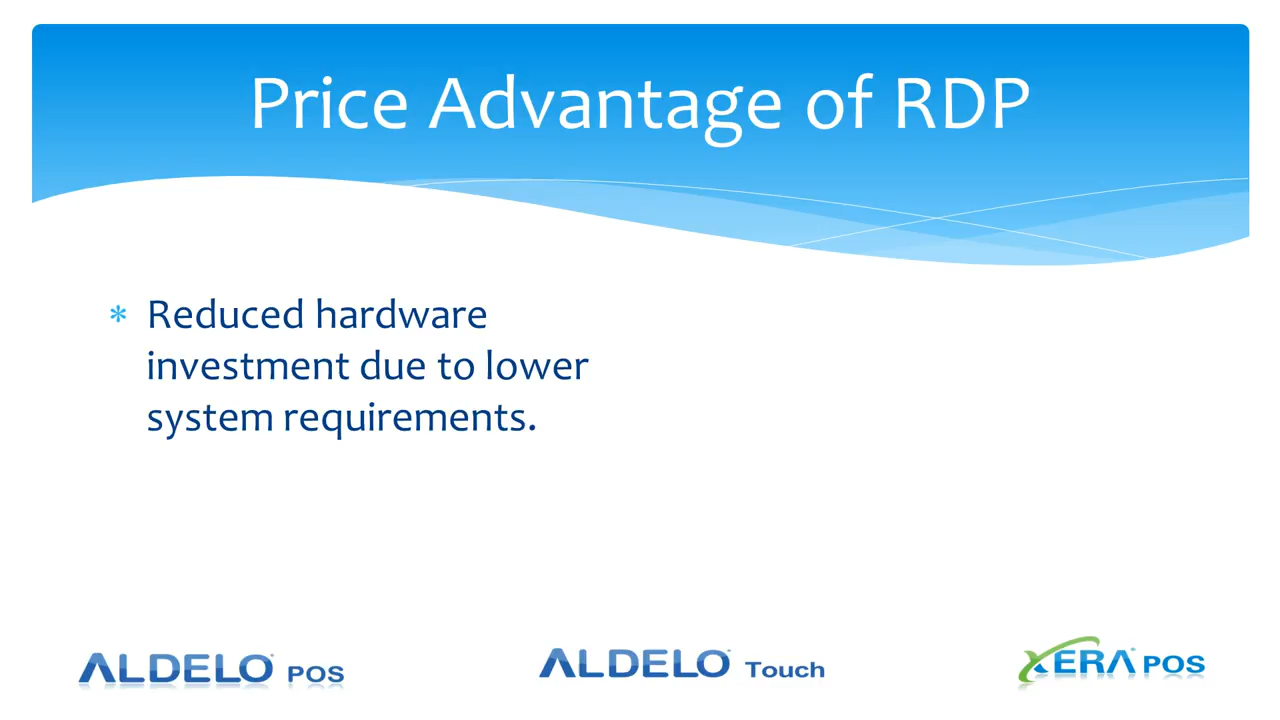 Price Advantage of RDP
* Reduced hardware
investment due to lower
system requirements.
ALDELO POS
ALDELO Touch
XERA POS